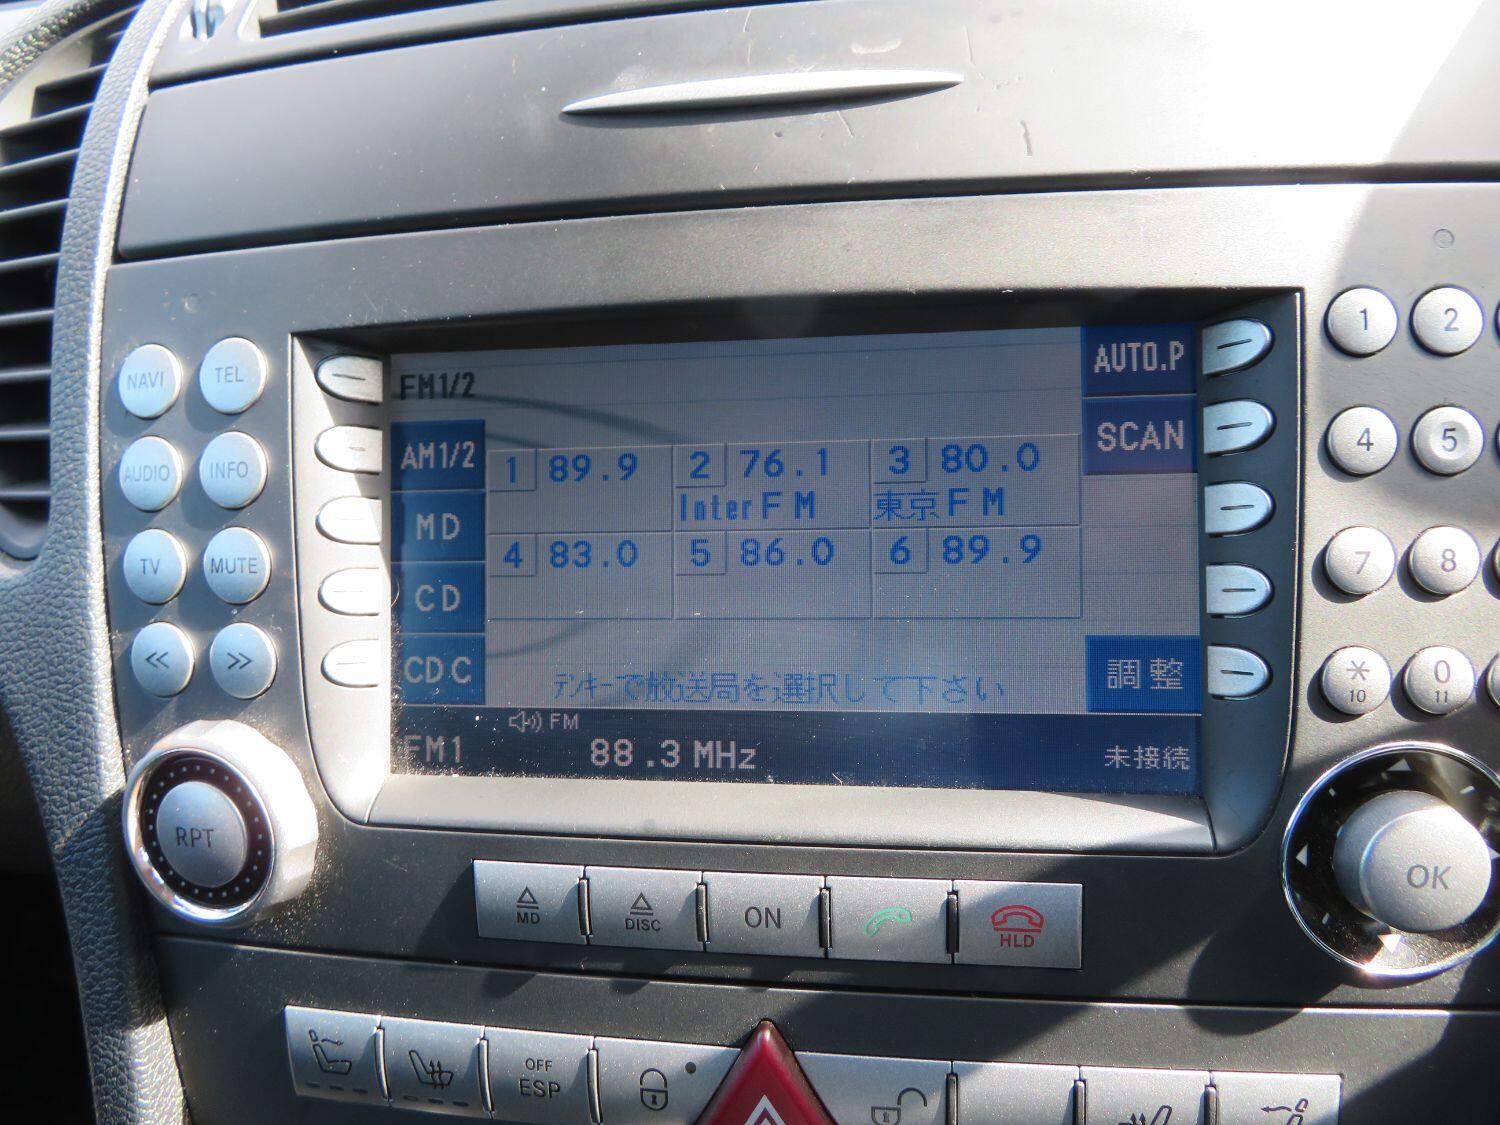 NAVI
TEL
AUDIO
INFO
TV
MUTE
<<
>>
RPT
FM1/2
AM1/2
MD
CD
CDC
1 89.9
2 76.1
3 80.0
InterFM
東京FM
4 83.0
5 86.0
6 89.9
テンキーで放送局を選択して下さい
AUTO.P
SCAN
調整
FM
FM1
88.3 MHz
未接続
1
2
4
5
7
8
*
10
0
11
OK
MD
DISC
ON
HLD
OFF
ESP